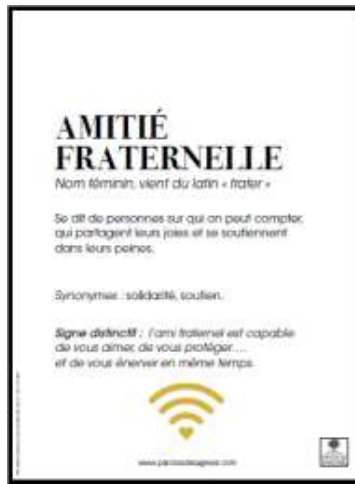 AMITIÉ
FRATERNELLE
Nom féminin, vient du latin « frater »
Se dit de personnes sur qui on peut compter,
qui partagent leurs joies et se soutiennent
dans leurs peines.
Synonymes : solidarité, soutien.
Signe distinctif : l'ami fraternel est capable
de vous aimer, de vous protéger....
et de vous énerver en même temps.